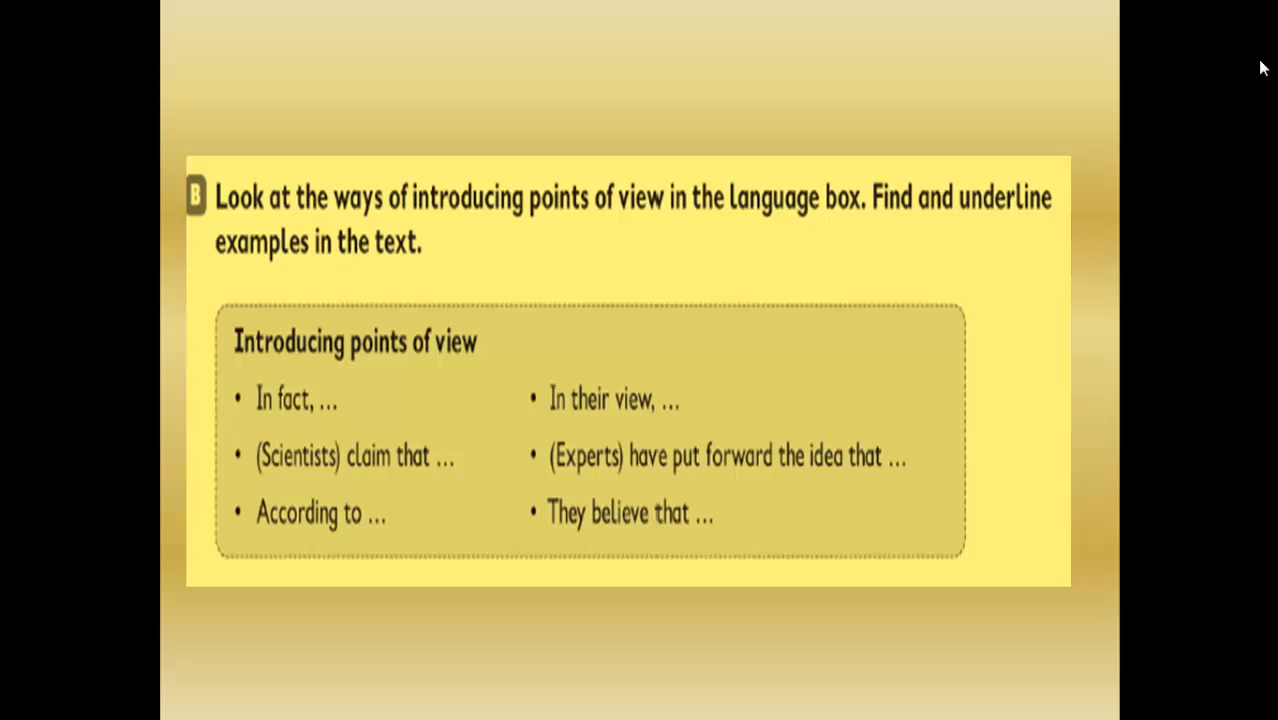 B Look at the ways of introducing points of view in the language box. Find and underline
examples in the text.
Introducing points of view
• In fact, ...
• (Scientists) claim that ...
• According to ...
• In their view, ...
• (Experts) have put forward the idea that ...
• They believe that ...